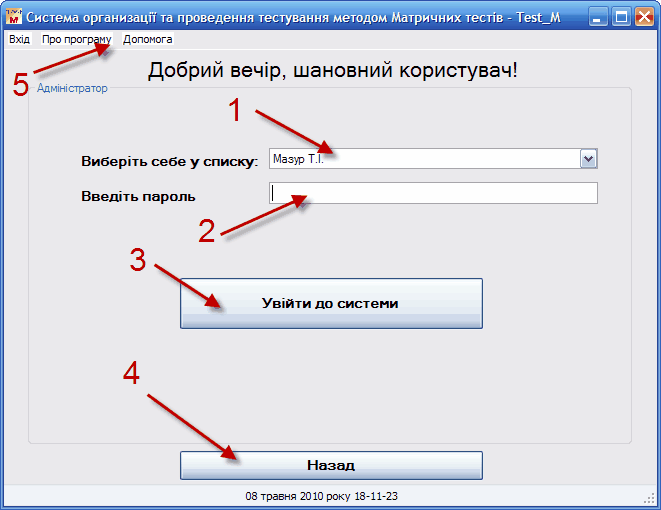 Система организації та проведення тестування методом Матричних тестів - Test_M
Вхід Про програму Допомога
5
Добрий вечір, шановний користувач!
Адміністратор
1
Виберіть себе у списку: Мазур Т.І.
Введіть пароль
2
3
Увійти до системи
4
Назад
08 травня 2010 року 18-11-23